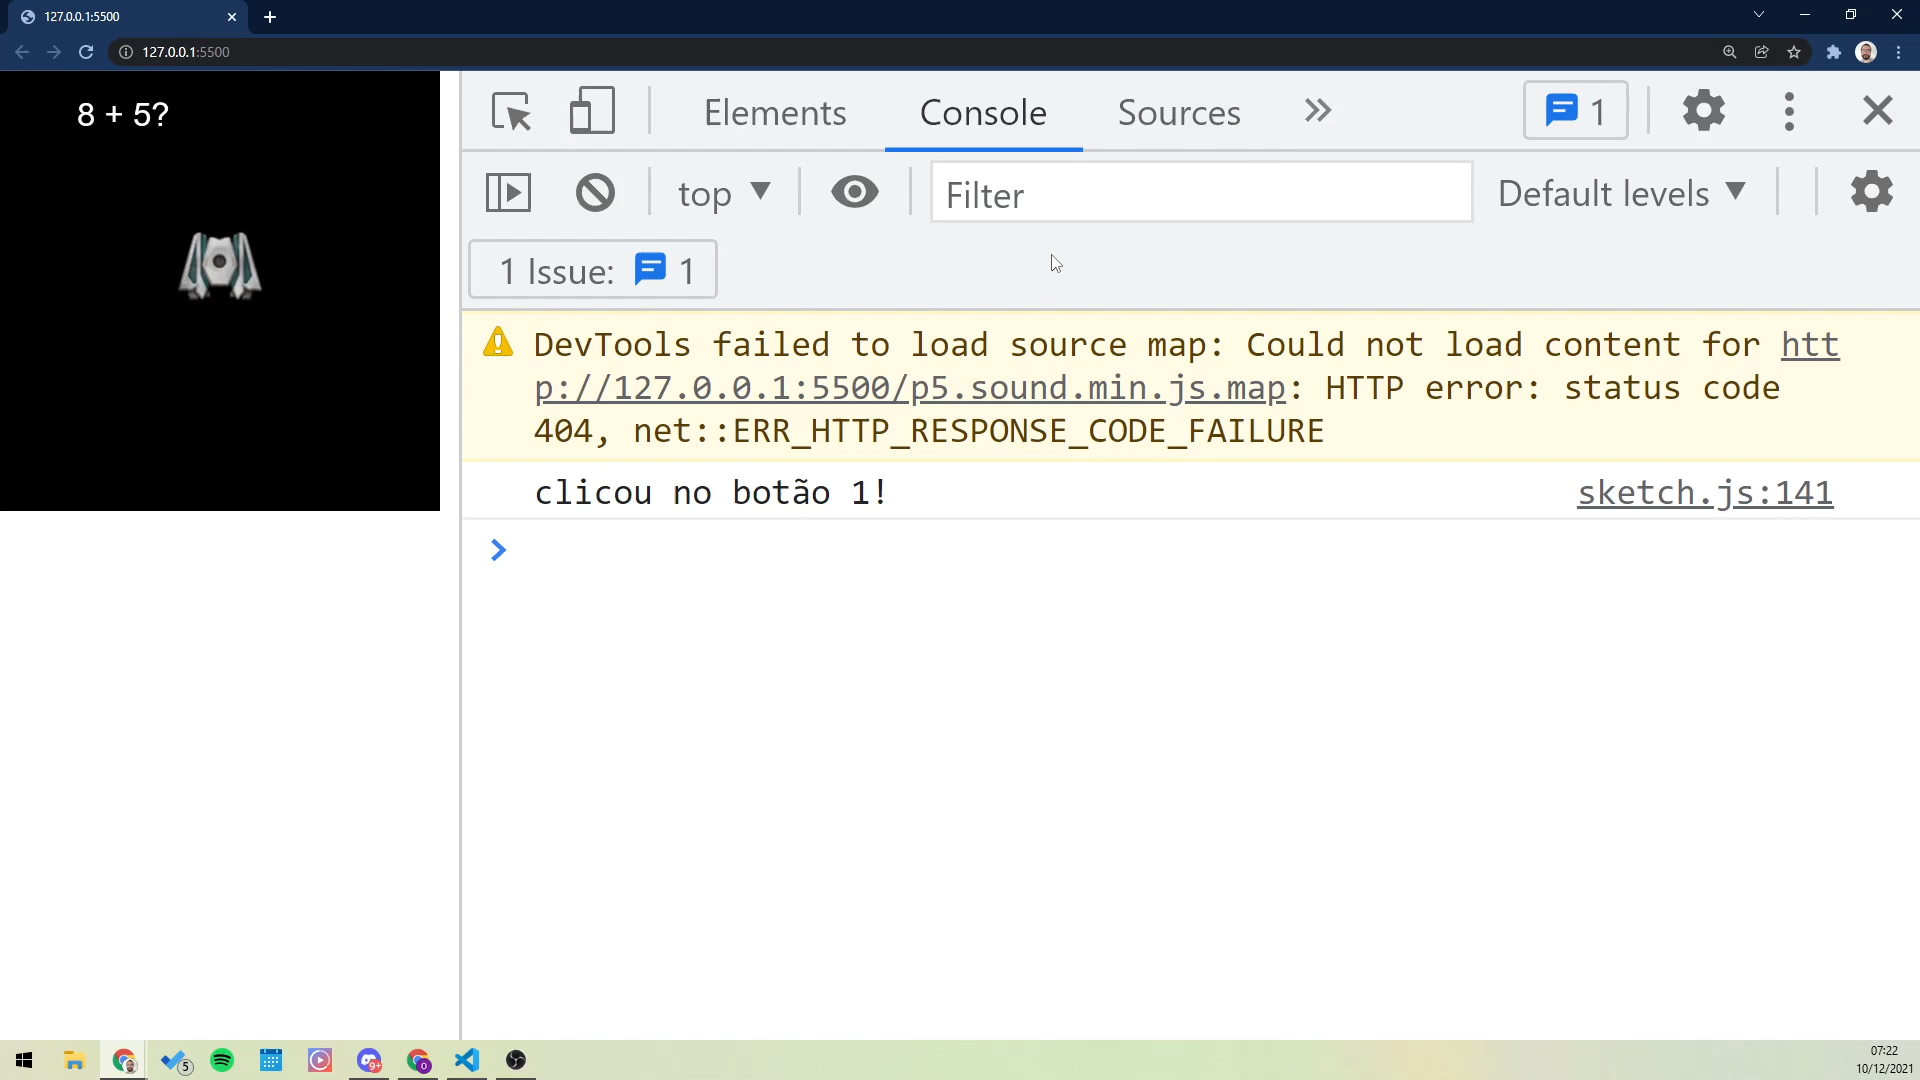 127.0.0.1:5500
127.0.0.1:5500
8 + 5?
Elements Console Sources 1
top Filter Default levels
1 Issue: 1
DevTools failed to load source map: Could not load content for htt
p://127.0.0.1:5500/p5.sound.min.js.map: HTTP error: status code
404, net::ERR_HTTP_RESPONSE_CODE_FAILURE
clicou no botão 1! sketch.js:141
5
9+
O
07:22
10/12/2021